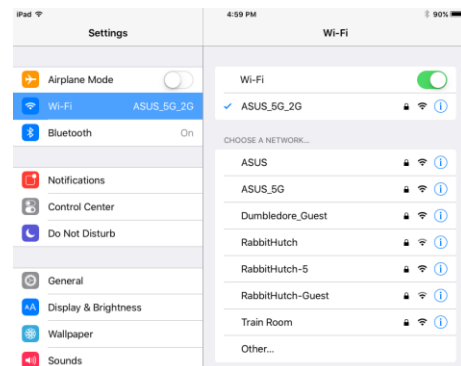 iPad
4:59 PM
90%
Settings
Wi-Fi
Airplane Mode
Wi-Fi ASUS_5G_2G
Bluetooth On
Notifications
Control Center
Do Not Disturb
General
AA Display & Brightness
Wallpaper
Sounds
Wi-Fi
ASUS_5G_2G
CHOOSE A NETWORK...
ASUS
ASUS_5G
Dumbledore_Guest
RabbitHutch
RabbitHutch-5
RabbitHutch-Guest
Train Room
Other...